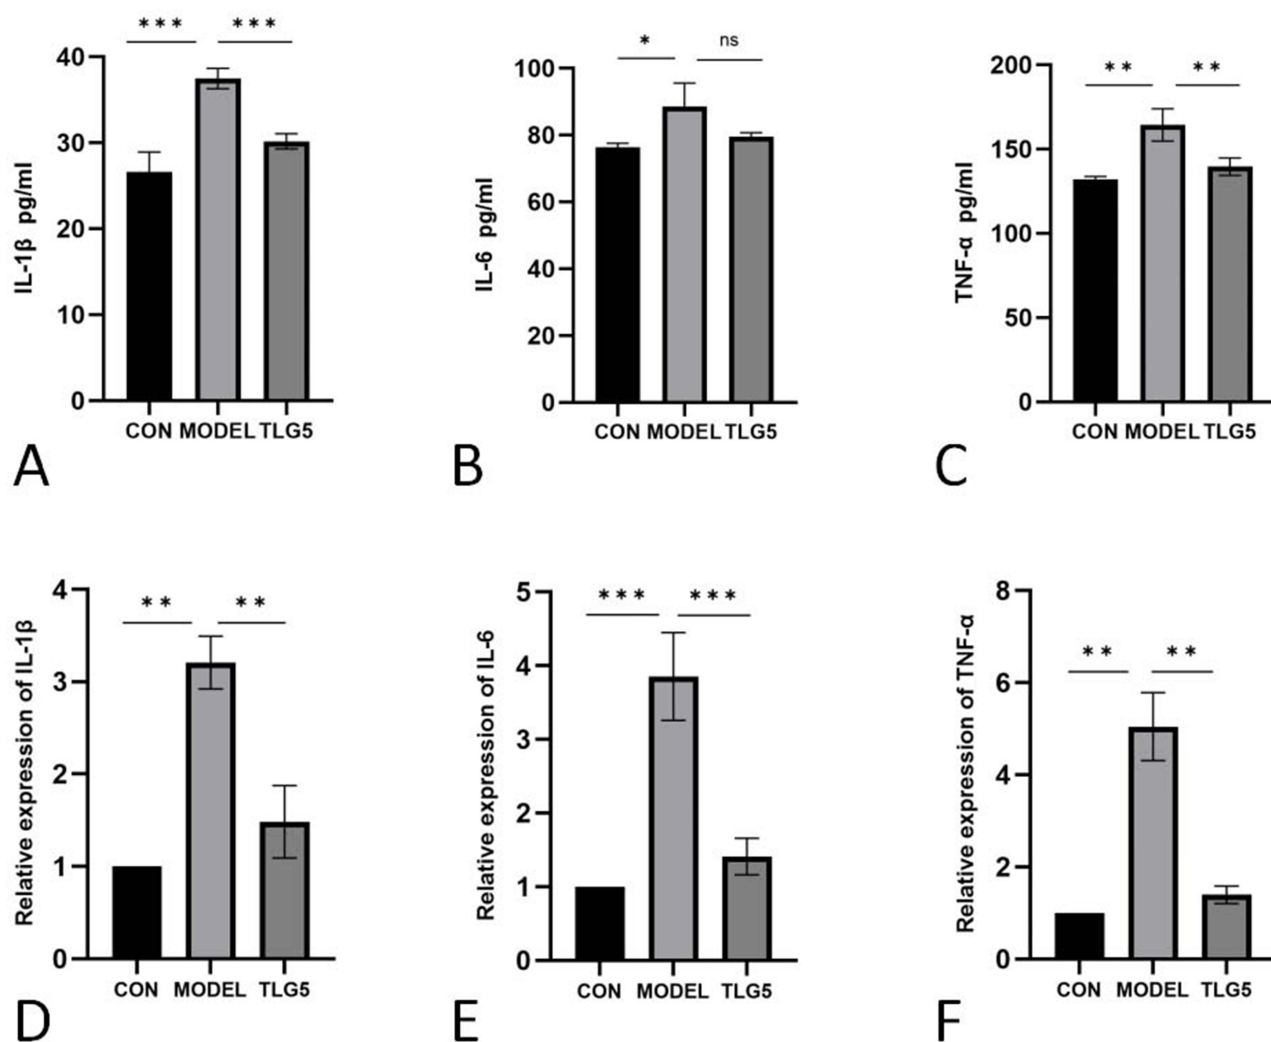 *** ***
40
30
20
10
0
IL-1β pg/ml
CON MODEL TLG5
A
* ns
100
80
60
40
20
0
IL-6 pg/ml
CON MODEL TLG5
B
** **
200
150
100
50
0
TNF-α pg/ml
CON MODEL TLG5
C
** **
4
3
2
1
0
Relative expression of IL-1β
CON MODEL TLG5
D
*** ***
5
4
3
2
1
0
Relative expression of IL-6
CON MODEL TLG5
E
** **
8
6
4
2
0
Relative expression of TNF-α
CON MODEL TLG5
F